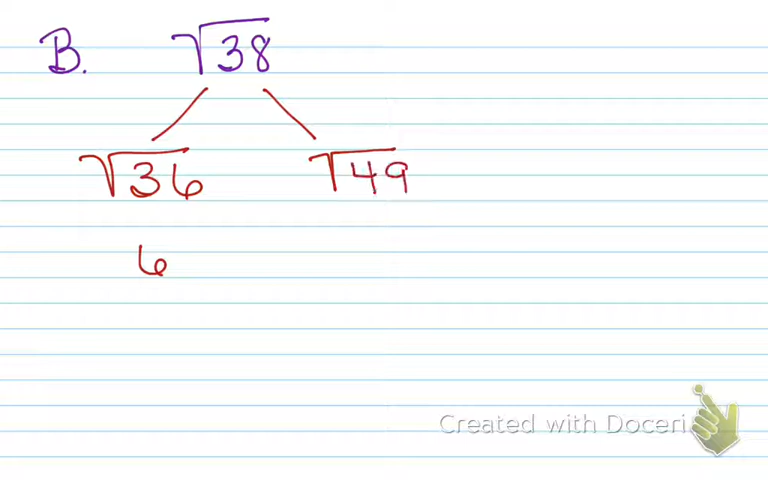 B. √38
√36 √49
6
Created with Doceri